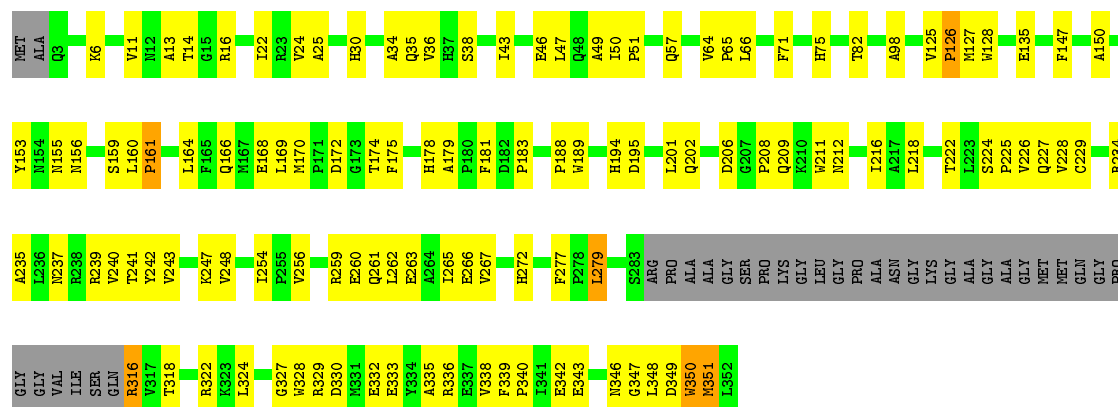 MET ALA Q3 K6 V11 N12 A13 T14 G15 R16 I22 R23 V24 A25 H30 A34 Q35 V36 H37 S38 I43 E46 L47 Q48 A49 I50 P51 Q57 V64 P65 L66 F71 H75 T82 A98 V125 P126 M127 W128 E135 F147 A150
Y153 N154 N155 N156 S159 L160 P161 L164 F165 Q166 M167 E168 L169 M170 P171 D172 G173 T174 F175 H178 A179 P180 F181 D182 P183 P188 W189 H194 D195 L201 Q202 D206 G207 P208 Q209 K210 W211 N212 I216 A217 L218 T222 L223 S224 P225 V226 Q227 V228 C229 R234
A235 L236 N237 R238 R239 V240 T241 Y242 V243 K247 V248 I254 P255 V256 R259 E260 Q261 L262 E263 A264 I265 E266 V267 H272 F277 P278 L279 S283 ARG PRO ALA ALA GLY SER PRO LYS GLY LEU GLY PRO ALA ASN GLY LYS GLY ALA GLY ALA GLY MET MET GLN GLY PRO
GLY GLY VAL ILE SER GLN R316 V317 T318 R322 K323 L324 G327 W328 R329 D330 M331 E332 E333 Y334 A335 R336 E337 V338 F339 P340 I341 E342 E343 N346 G347 L348 D349 W350 M351 L352